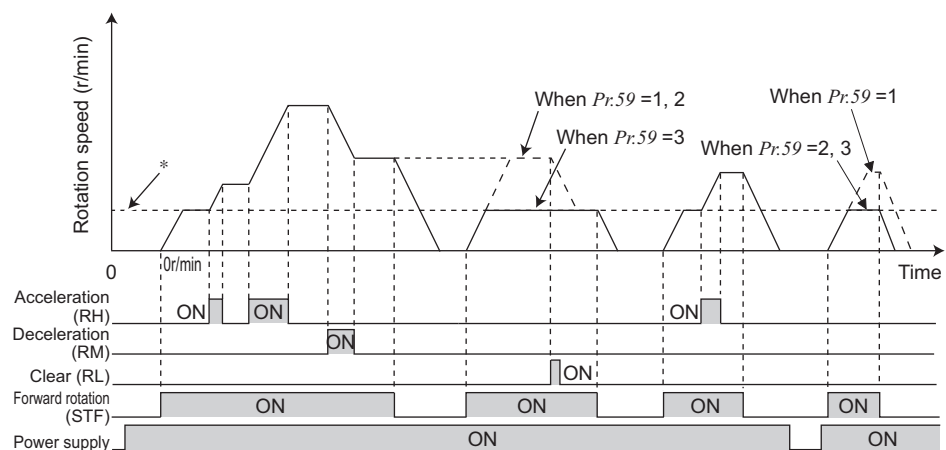 Rotation speed (r/min)
*
When Pr.59 =1, 2
When Pr.59 =3
When Pr.59 =1
When Pr.59 =2, 3
0
0r/min
Time
Acceleration
(RH)
ON
ON
ON
Deceleration
(RM)
ON
Clear (RL)
ON
Forward rotation
(STF)
ON
ON
ON
ON
Power supply
ON
ON